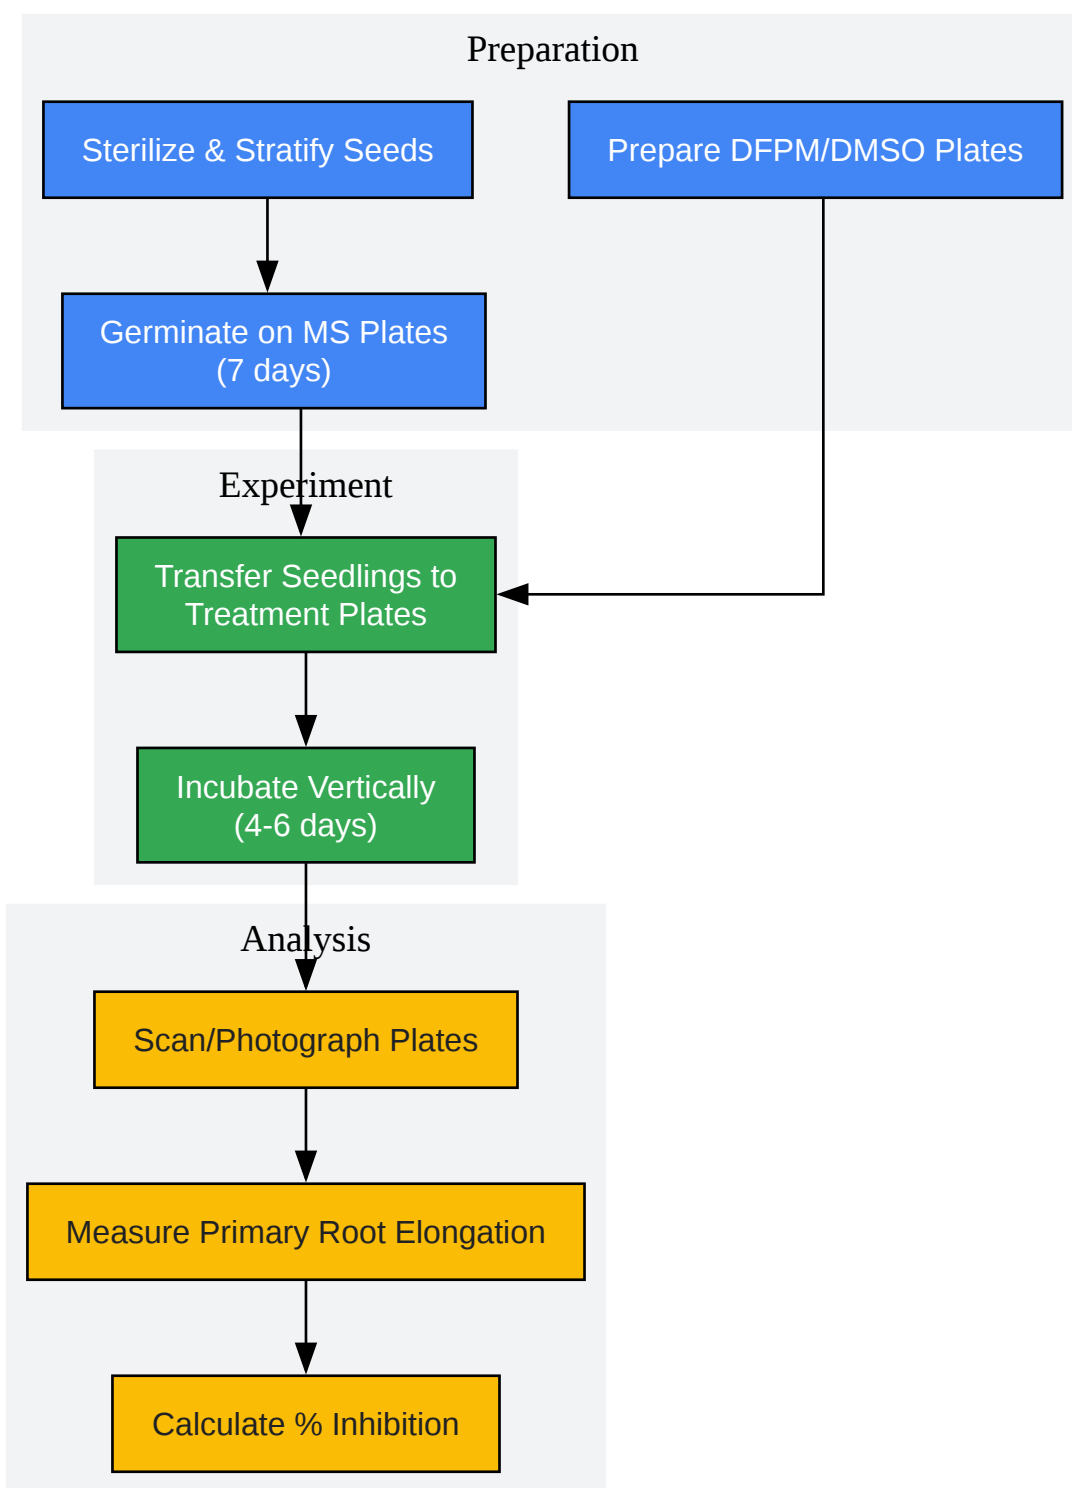 Preparation
Sterilize & Stratify Seeds
Prepare DFPM/DMSO Plates
Germinate on MS Plates
(7 days)
Experiment
Transfer Seedlings to
Treatment Plates
Incubate Vertically
(4-6 days)
Analysis
Scan/Photograph Plates
Measure Primary Root Elongation
Calculate % Inhibition